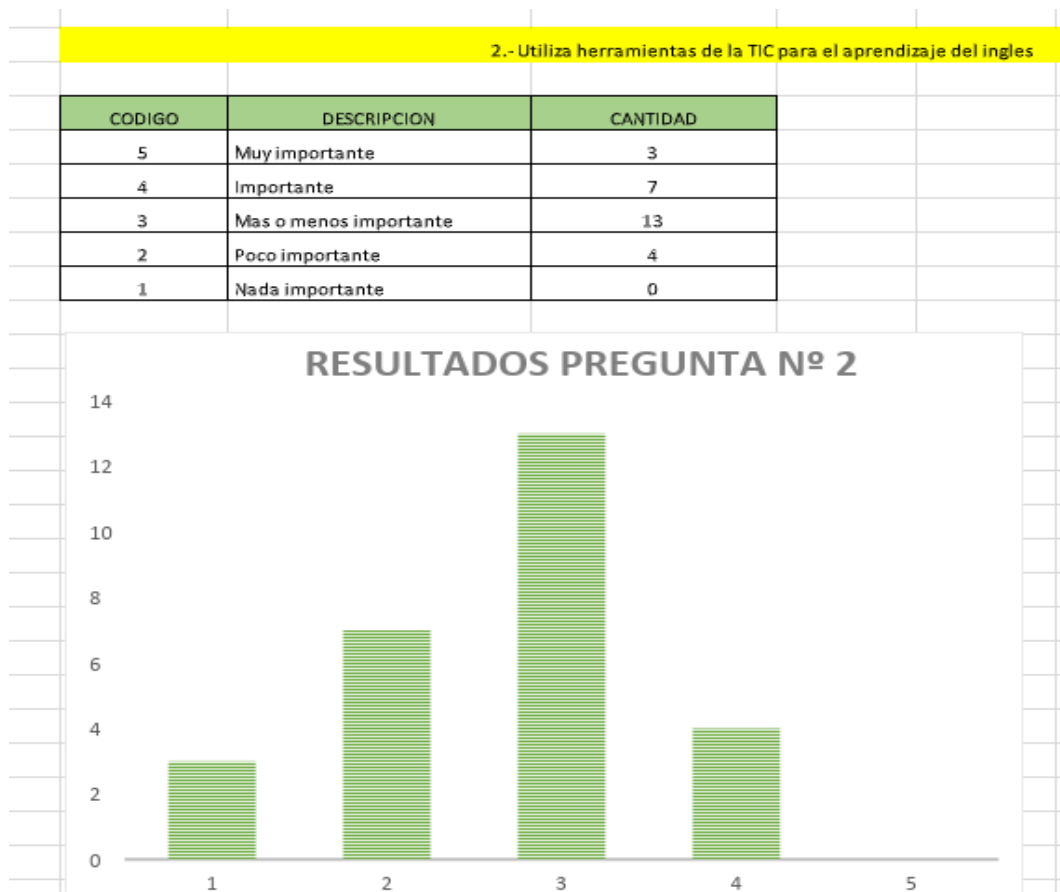 2.- Utiliza herramientas de la TIC para el aprendizaje del ingles
CODIGO DESCRIPCION CANTIDAD
5 Muy importante 3
4 Importante 7
3 Mas o menos importante 13
2 Poco importante 4
1 Nada importante 0
RESULTADOS PREGUNTA Nº 2
14
12
10
8
6
4
2
0
1 2 3 4 5